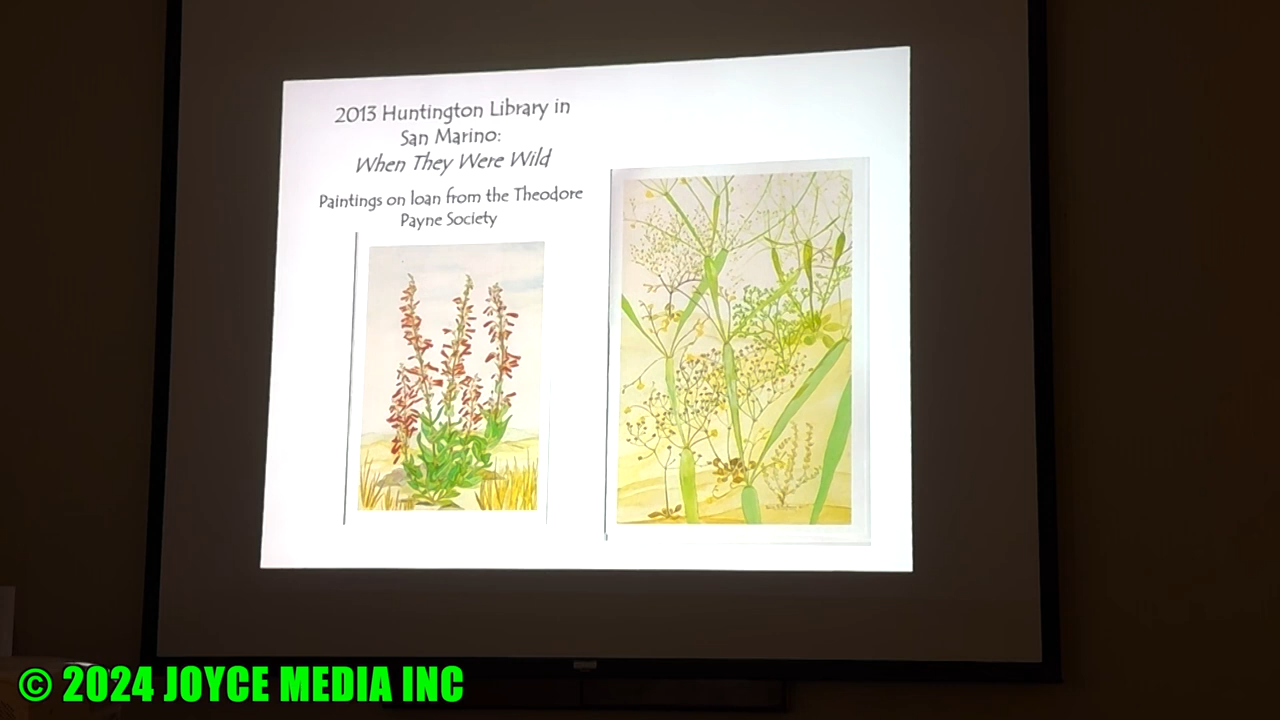 2013 Huntington Library in
San Marino:
When They Were Wild
Paintings on loan from the Theodore
Payne Society
© 2024 JOYCE MEDIA INC